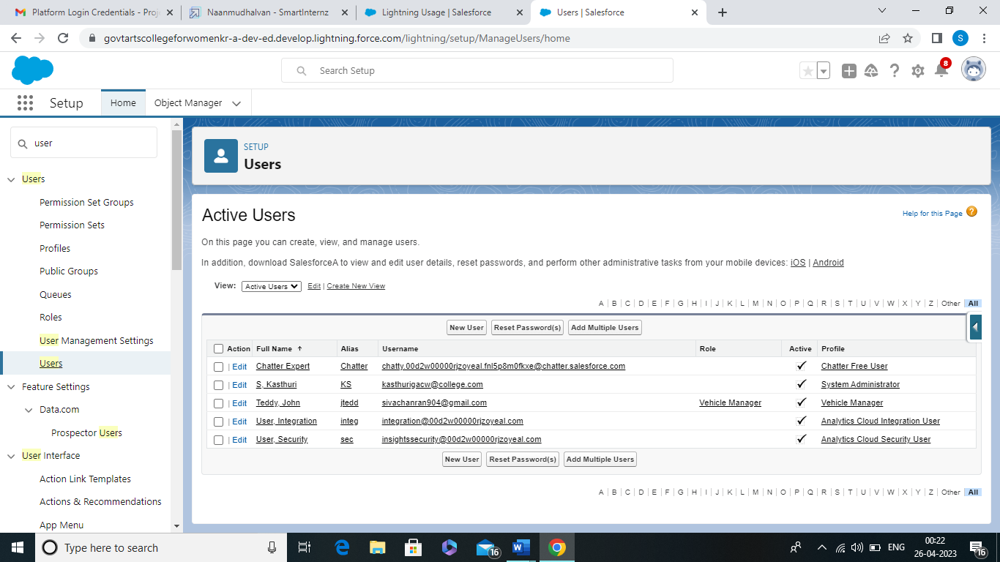 Platform Login Credentials - Proj
Naanmudhalvan - SmartInternz
Lightning Usage | Salesforce
Users | Salesforce
govtartscollegeforwomenkr-a-dev-ed.develop.lightning.force.com/lightning/setup/ManageUsers/home
S
Search Setup
8
Setup
Home
Object Manager
user
Users
Permission Set Groups
Permission Sets
Profiles
Public Groups
Queues
Roles
User Management Settings
Users
Feature Settings
Data.com
Prospector Users
User Interface
Action Link Templates
Actions & Recommendations
App Menu
SETUP
Users
Active Users
Help for this Page ?
On this page you can create, view, and manage users.
In addition, download SalesforceA to view and edit user details, reset passwords, and perform other administrative tasks from your mobile devices: iOS | Android
View: Active Users Edit | Create New View
A | B | C | D | E | F | G | H | I | J | K | L | M | N | O | P | Q | R | S | T | U | V | W | X | Y | Z | Other All
New User Reset Password(s) Add Multiple Users
Action Full Name Alias Username Role Active Profile
| Edit Chatter Expert Chatter chatty.00d2w00000rjzoyeal.fnl5p8m0fkxe@chatter.salesforce.com Chatter Free User
| Edit S, Kasthuri KS kasthurigacw@college.com System Administrator
| Edit Teddy, John jtedd sivachanran904@gmail.com Vehicle Manager Vehicle Manager
| Edit User, Integration integ integration@00d2w00000rjzoyeal.com Analytics Cloud Integration User
| Edit User, Security sec insightssecurity@00d2w00000rjzoyeal.com Analytics Cloud Security User
New User Reset Password(s) Add Multiple Users
A | B | C | D | E | F | G | H | I | J | K | L | M | N | O | P | Q | R | S | T | U | V | W | X | Y | Z | Other All
Type here to search
16
ENG
00:22
26-04-2023
16